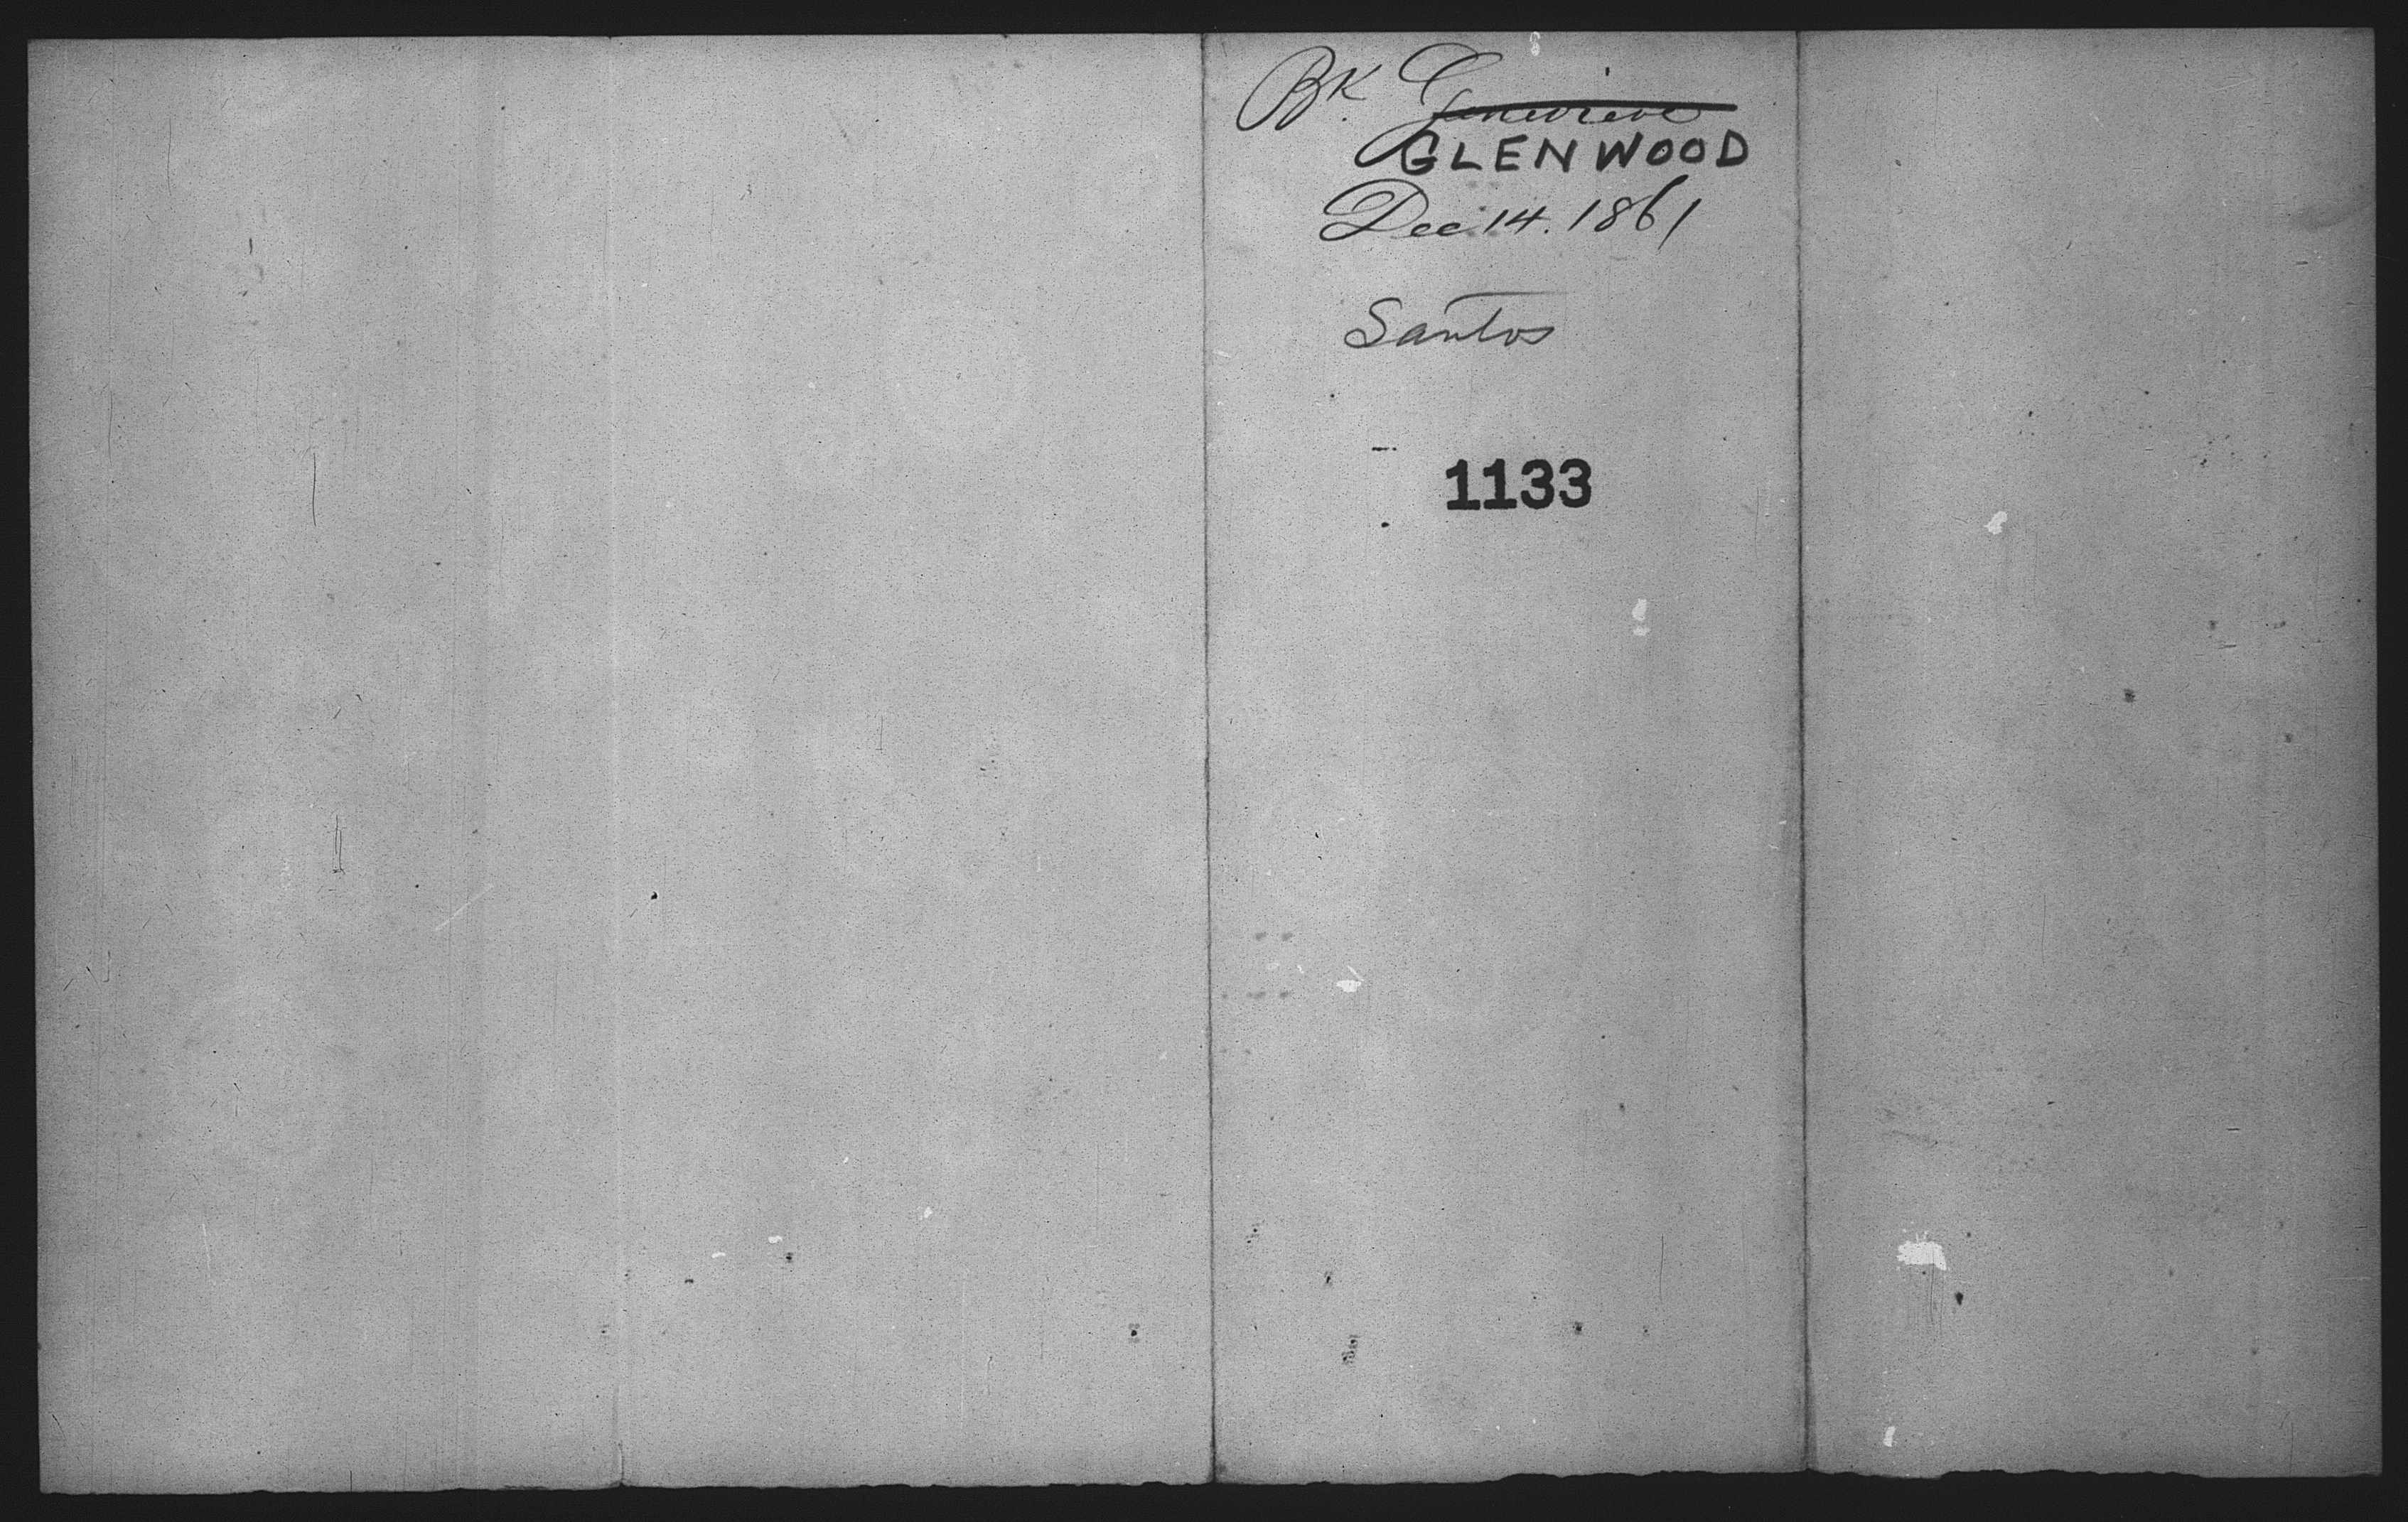 Bk. Genevieve
GLENWOOD
Dec 14. 1861
Santos
1133